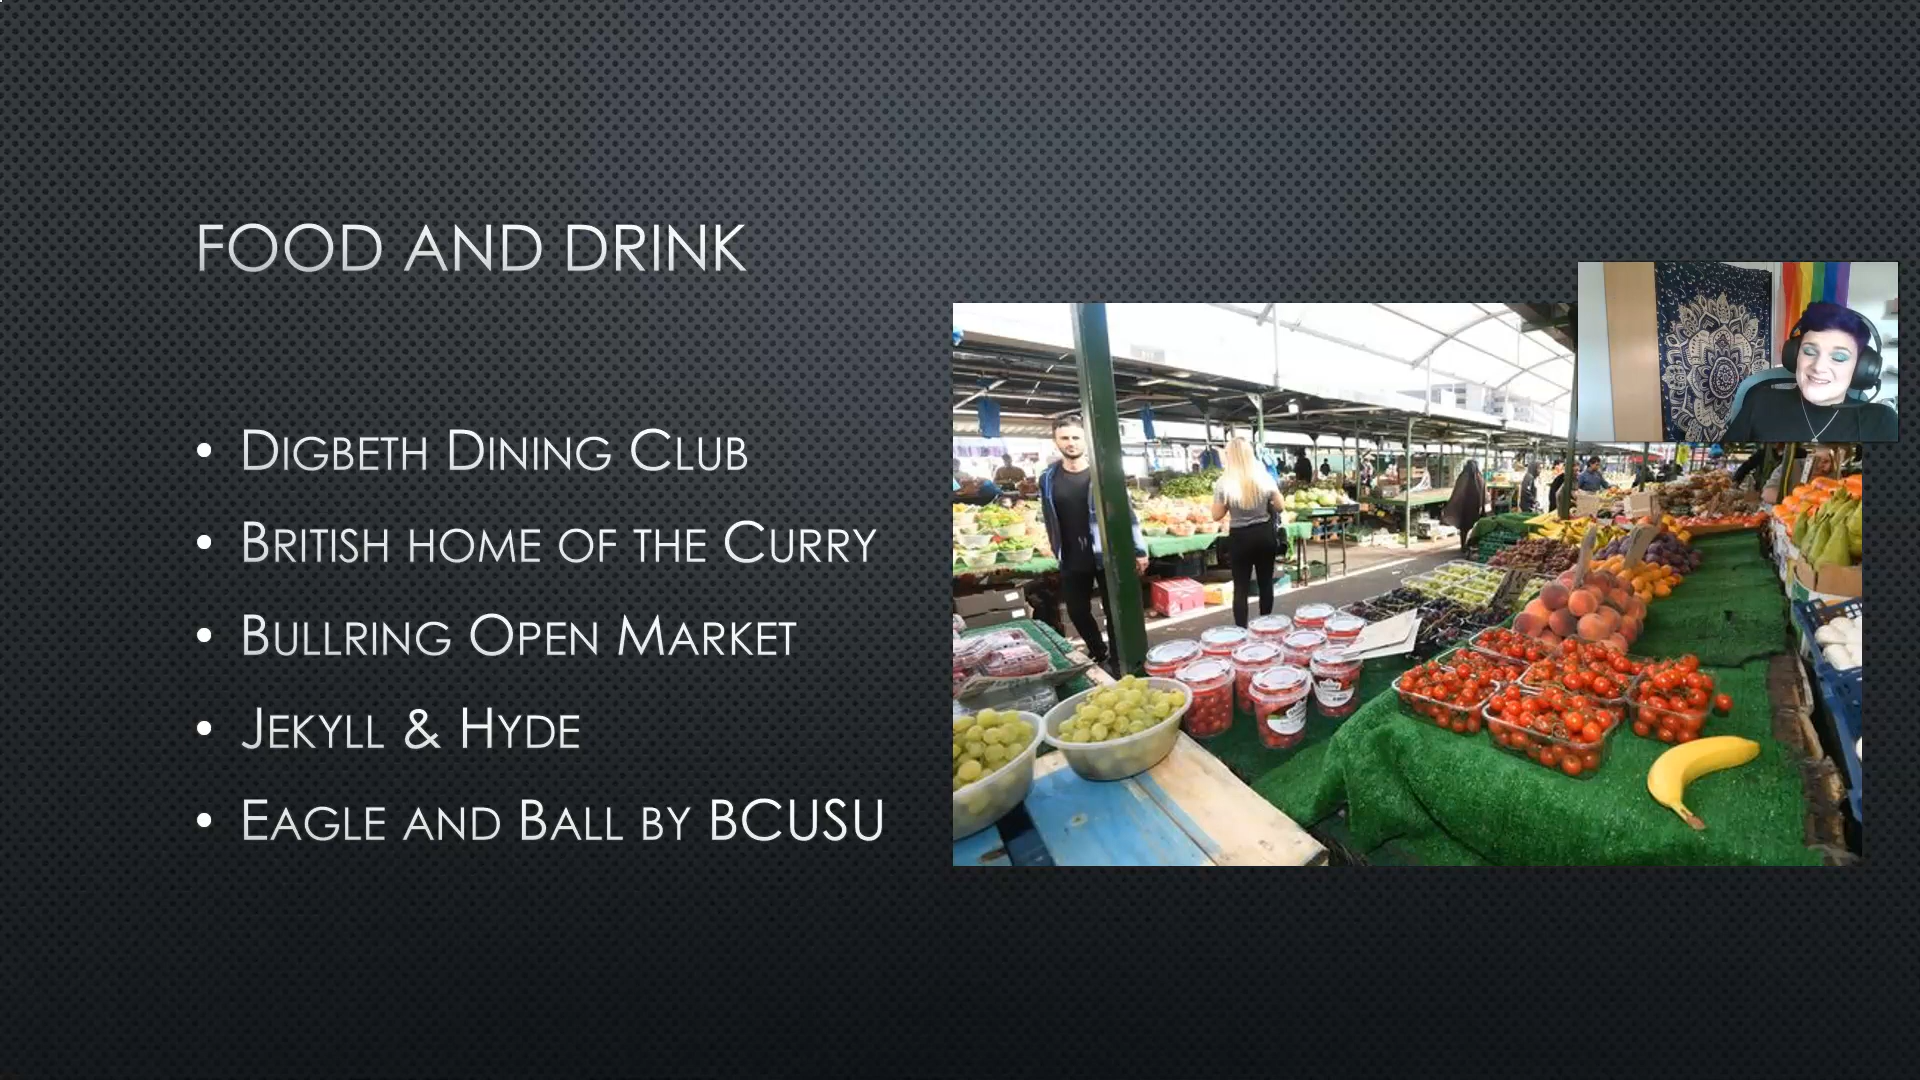 FOOD AND DRINK
• DIGBETH DINING CLUB
• BRITISH HOME OF THE CURRY
• BULLRING OPEN MARKET
• JEKYLL & HYDE
• EAGLE AND BALL BY BCUSU